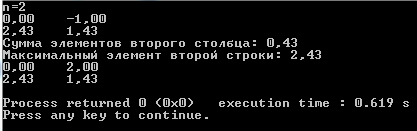 n=2
0,00 -1,00
2,43 1,43
Сумма элементов второго столбца: 0,43
Максимальный элемент второй строки: 2,43
0,00 2,00
2,43 1,43
Process returned 0 (0x0) execution time : 0.619 s
Press any key to continue.